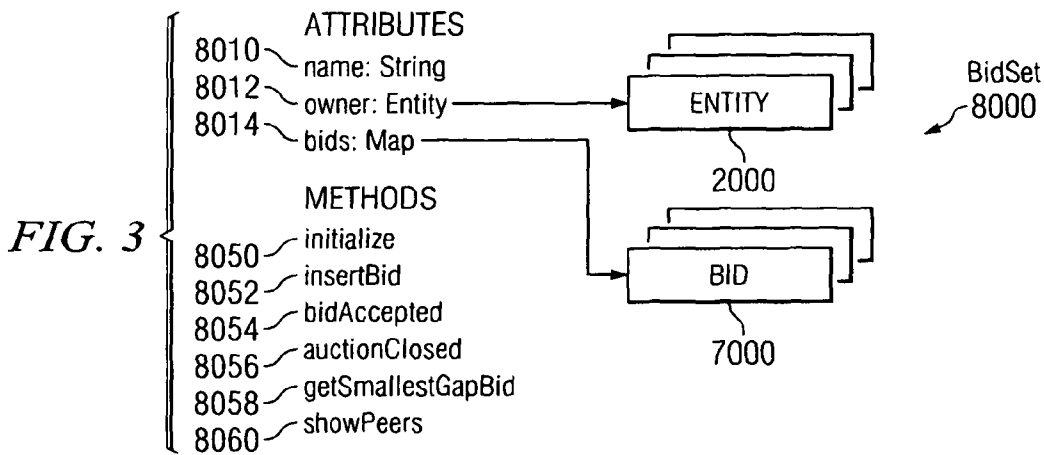 ATTRIBUTES
8010 name: String
8012 owner: Entity
8014 bids: Map
ENTITY
2000
BidSet
8000
METHODS
FIG. 3
8050 initialize
8052 insertBid
8054 bidAccepted
8056 auctionClosed
8058 getSmallestGapBid
8060 showPeers
BID
7000